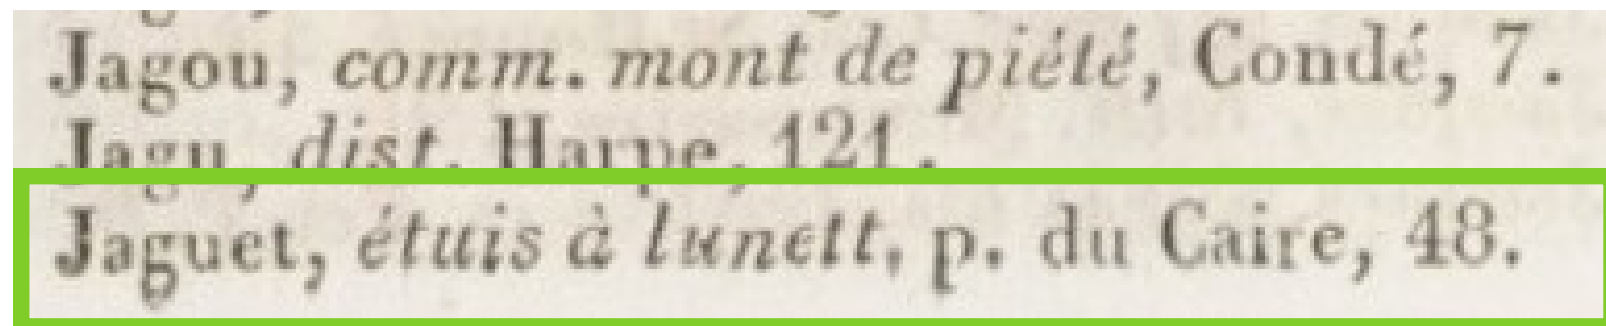 Jagou, comm. mont de piété, Condé, 7.
Jagu, dist. Harpe, 121.
Jaguet, étuis à lunett, p. du Caire, 48.